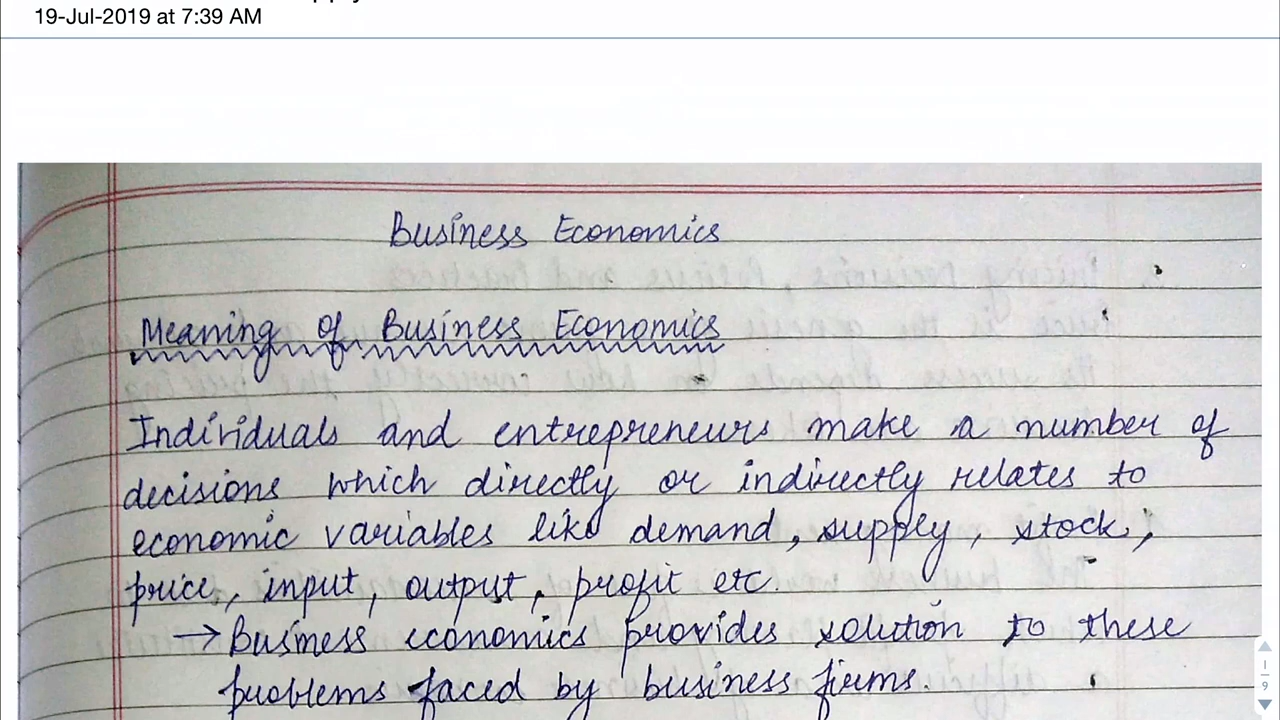 19-Jul-2019 at 7:39 AM
Business Economics
Meaning of Business Economics
Individuals and entrepreneurs make a number of
decisions which directly or indirectly relates to
economic variables like demand, supply, stock,
price, input, output, profit etc.
→ Business economics provides solution to these
problems faced by business firms.
1
9